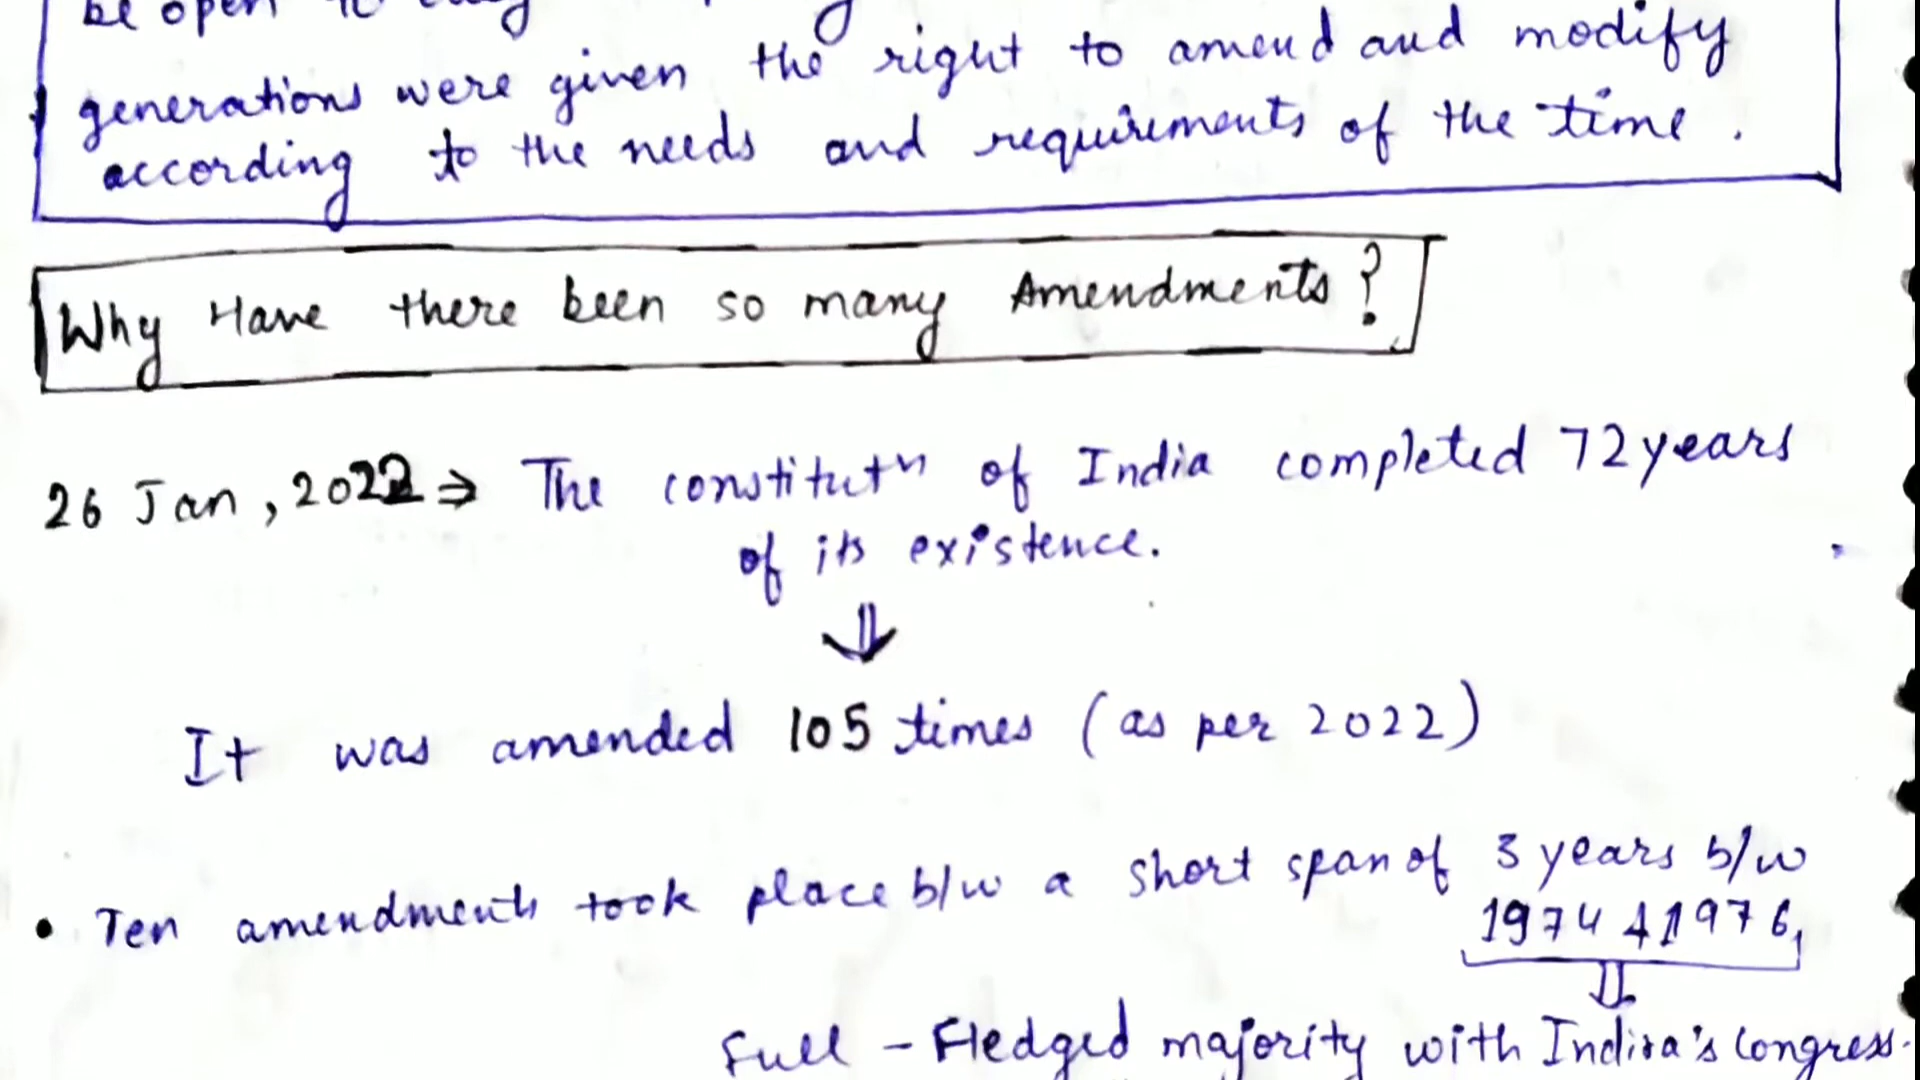 be open to
generations were given the right to amend and modify
according to the needs and requirements of the time.
Why Have there been so many Amendments?
26 Jan, 2022 ⇒ The constitutⁿ of India completed 72 years
of its existence.
⇓
It was amended 105 times (as per 2022)
• Ten amendments took place b/w a short span of 3 years b/w
1974 & 1976,
⇓
Full-Fledged majority with Indira's Congress.